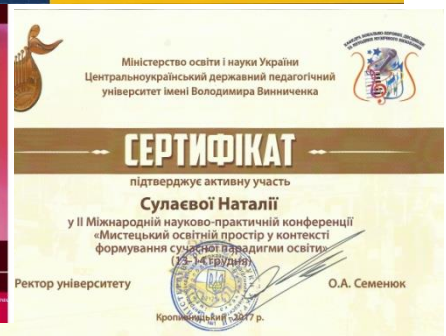 Міністерство освіти і науки України
Центральноукраїнський державний педагогічний
університет імені Володимира Винниченка
СЕРТИФІКАТ
підтверджує активну участь
Сулаєвої Наталії
у ІІ Міжнародній науково-практичній конференції
«Мистецький освітній простір у контексті
формування сучасної парадигми освіти»
(13-14 грудня)
Ректор університету О.А. Семенюк
Кропивницький - 2017 р.